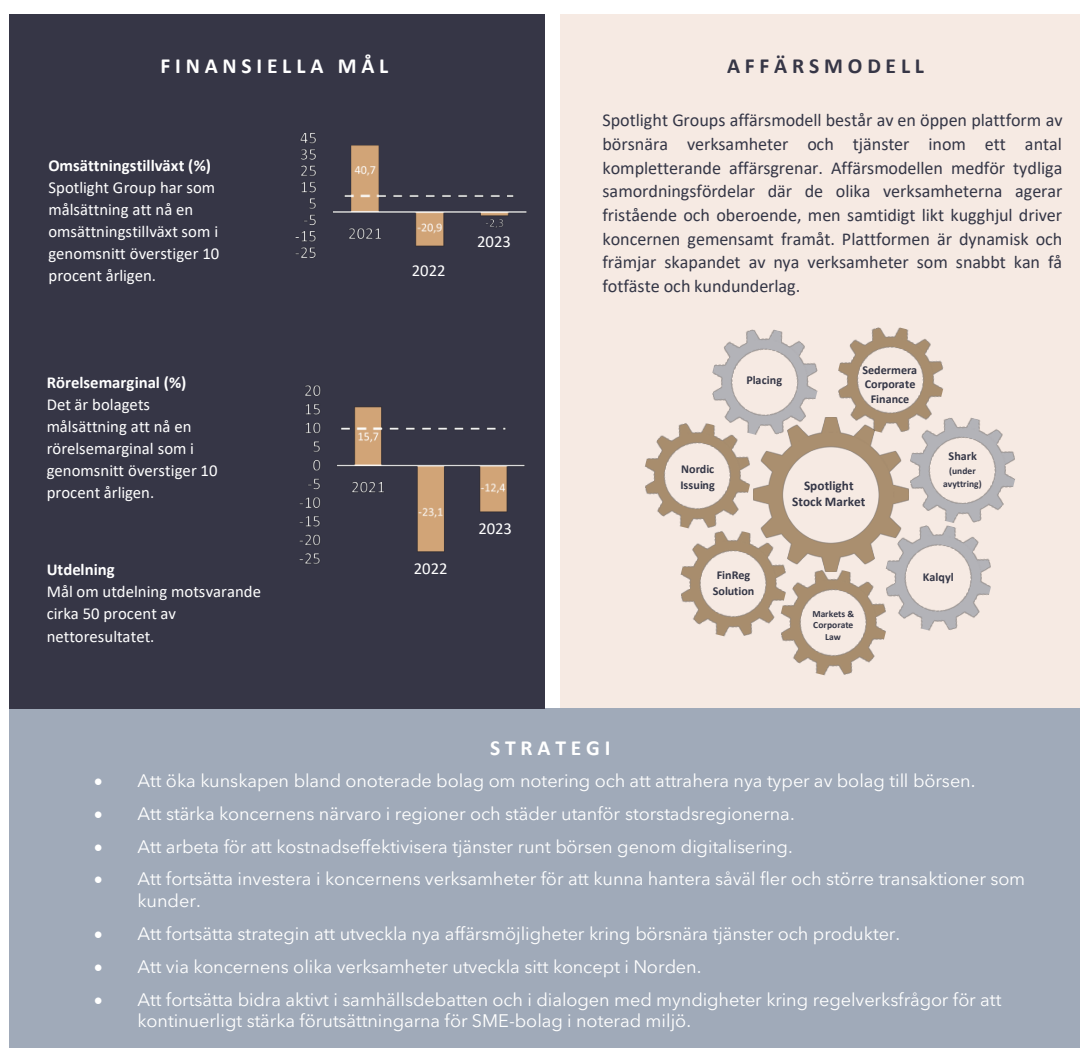 FINANSIELLA MÅL
Omsättningstillväxt (%)
Spotlight Group har som
målsättning att nå en
omsättningstillväxt som i
genomsnitt överstiger 10
procent årligen.
45
35
25
15
5
-5
-15
-25
40,7
-20,9
-2,3
2021
2022
2023
Rörelsemarginal (%)
Det är bolagets
målsättning att nå en
rörelsemarginal som i
genomsnitt överstiger 10
procent årligen.
20
15
10
5
0
-5
-10
-15
-20
-25
15,7
-23,1
-12,4
2021
2022
2023
Utdelning
Mål om utdelning motsvarande
cirka 50 procent av
nettoresultatet.
AFFÄRSMODELL
Spotlight Groups affärsmodell består av en öppen plattform av
börsnära verksamheter och tjänster inom ett antal
kompletterande affärsgrenar. Affärsmodellen medför tydliga
samordningsfördelar där de olika verksamheterna agerar
fristående och oberoende, men samtidigt likt kugghjul driver
koncernen gemensamt framåt. Plattformen är dynamisk och
främjar skapandet av nya verksamheter som snabbt kan få
fotfäste och kundunderlag.
Placing
Sedermera
Corporate
Finance
Nordic
Issuing
Spotlight
Stock Market
Shark
(under
avyttring)
FinReg
Solution
Markets &
Corporate
Law
Kalqyl
STRATEGI
• Att öka kunskapen bland onoterade bolag om notering och att attrahera nya typer av bolag till börsen.
• Att stärka koncernens närvaro i regioner och städer utanför storstadsregionerna.
• Att arbeta för att kostnadseffektivisera tjänster runt börsen genom digitalisering.
• Att fortsätta investera i koncernens verksamheter för att kunna hantera såväl fler och större transaktioner som
kunder.
• Att fortsätta strategin att utveckla nya affärsmöjligheter kring börsnära tjänster och produkter.
• Att via koncernens olika verksamheter utveckla sitt koncept i Norden.
• Att fortsätta bidra aktivt i samhällsdebatten och i dialogen med myndigheter kring regelverksfrågor för att
kontinuerligt stärka förutsättningarna för SME-bolag i noterad miljö.